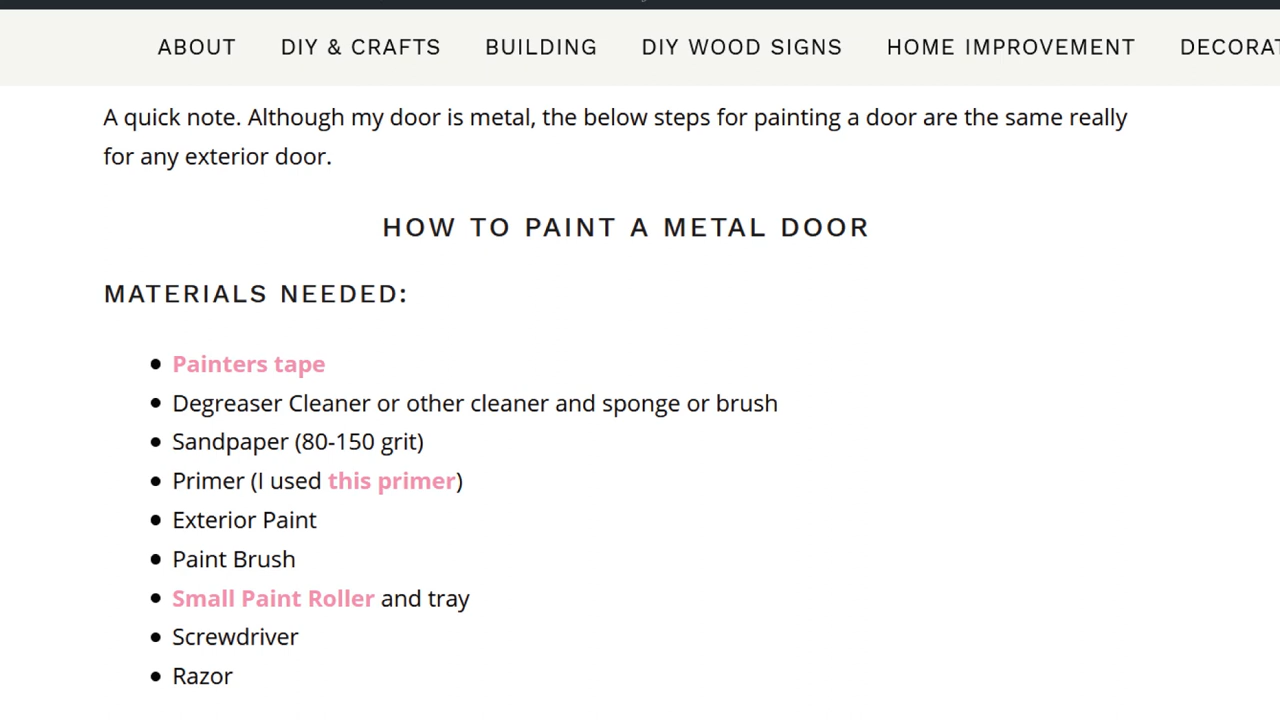 ABOUT DIY & CRAFTS BUILDING DIY WOOD SIGNS HOME IMPROVEMENT DECORAT
A quick note. Although my door is metal, the below steps for painting a door are the same really
for any exterior door.
HOW TO PAINT A METAL DOOR
MATERIALS NEEDED:
Painters tape
Degreaser Cleaner or other cleaner and sponge or brush
Sandpaper (80-150 grit)
Primer (I used this primer)
Exterior Paint
Paint Brush
Small Paint Roller and tray
Screwdriver
Razor